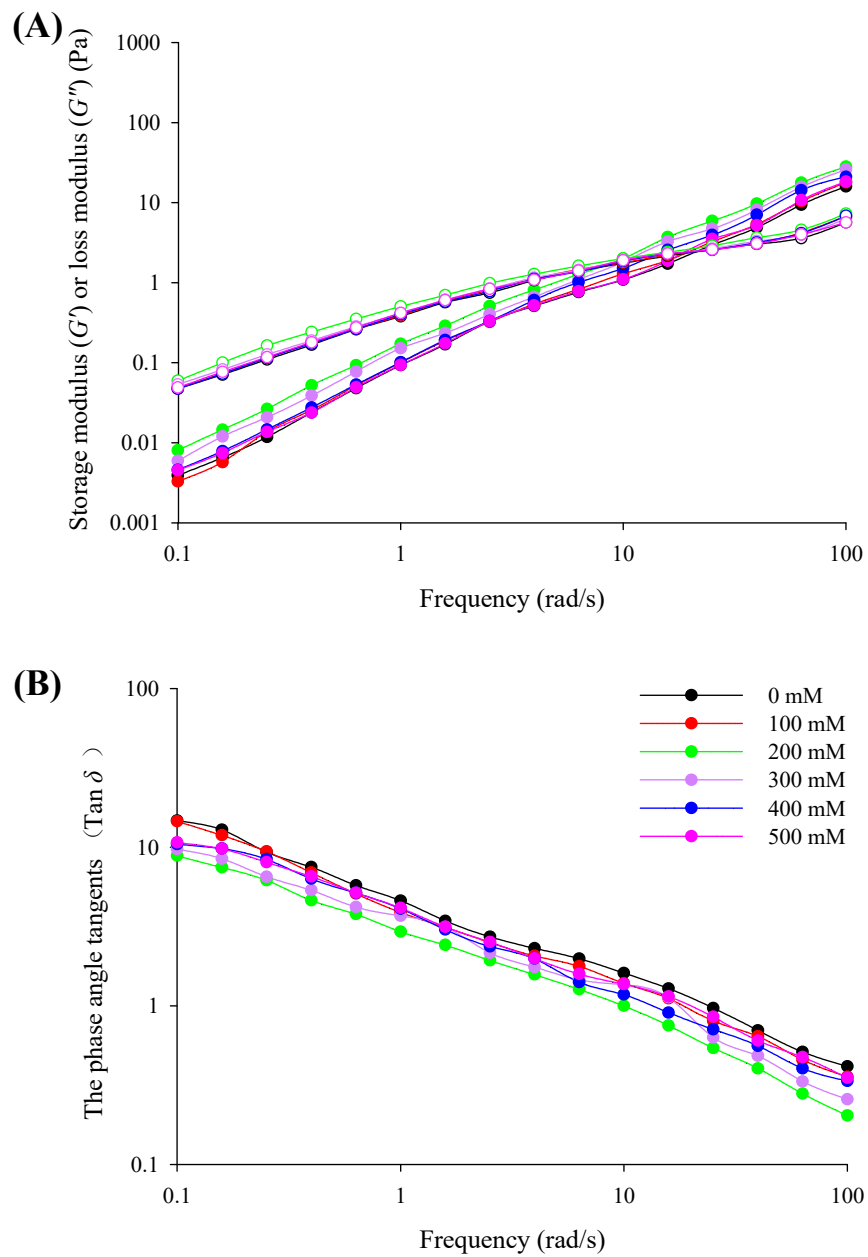 (A)
Storage modulus (G') or loss modulus (G'') (Pa)
1000
100
10
1
0.1
0.01
0.001
0.1
1
10
100
Frequency (rad/s)
(B)
The phase angle tangents（Tan δ ）
100
10
1
0.1
0 mM
100 mM
200 mM
300 mM
400 mM
500 mM
0.1
1
10
100
Frequency (rad/s)